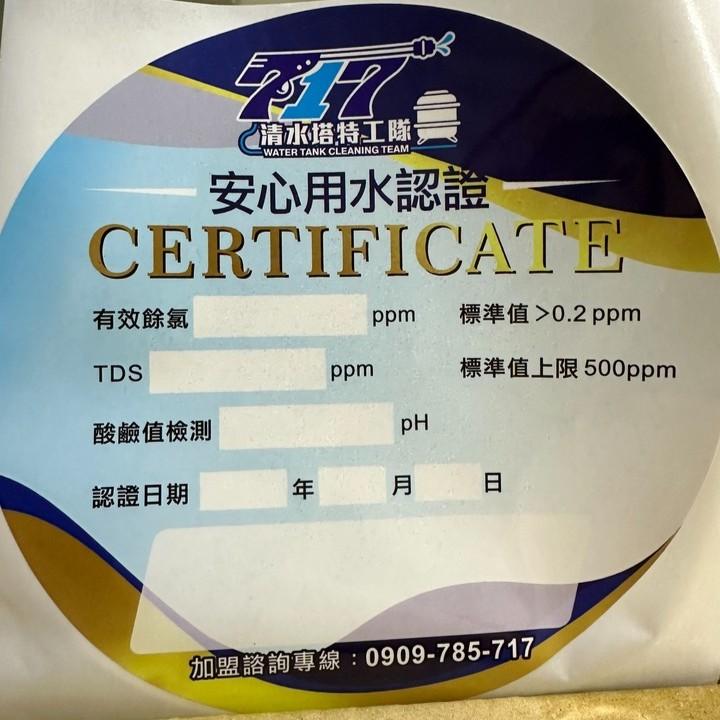 717
清水塔特工隊
WATER TANK CLEANING TEAM
安心用水認證
CERTIFICATE
有效餘氯 ppm 標準值 >0.2 ppm
TDS ppm 標準值上限 500ppm
酸鹼值檢測 pH
認證日期 年 月 日
加盟諮詢專線：0909-785-717